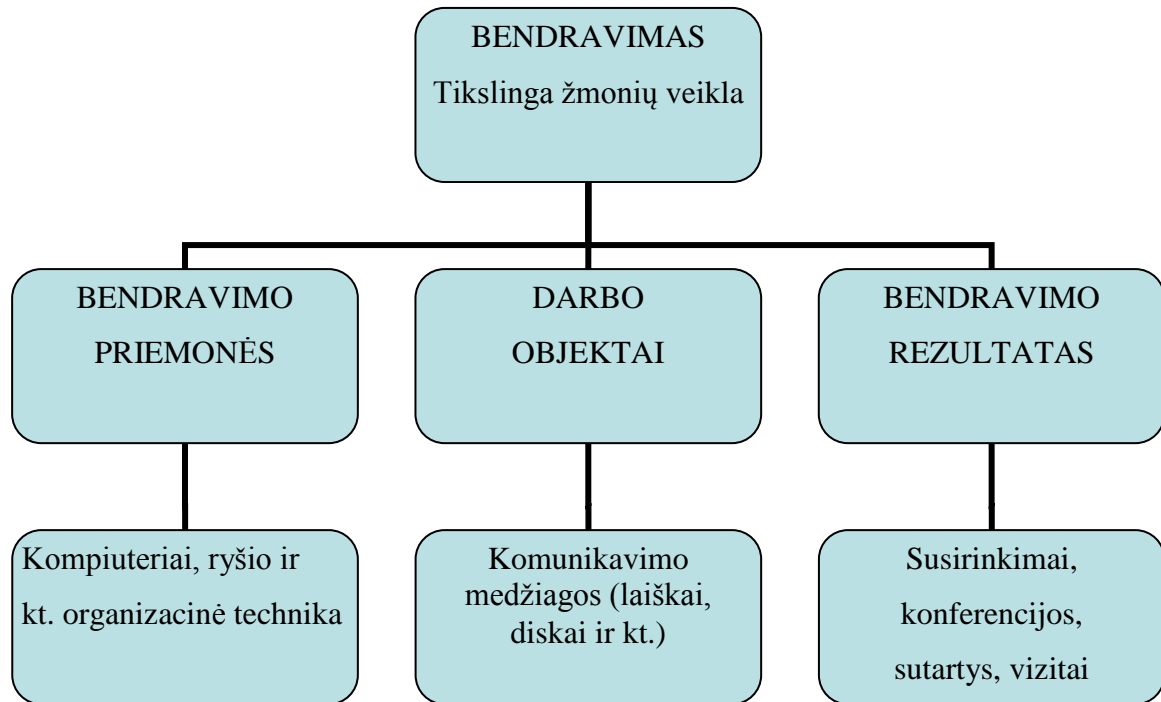 BENDRAVIMAS
Tikslinga žmonių veikla
BENDRAVIMO
PRIEMONĖS
DARBO
OBJEKTAI
BENDRAVIMO
REZULTATAS
Kompiuteriai, ryšio ir
kt. organizacinė technika
Komunikavimo
medžiagos (laiškai,
diskai ir kt.)
Susirinkimai,
konferencijos,
sutartys, vizitai